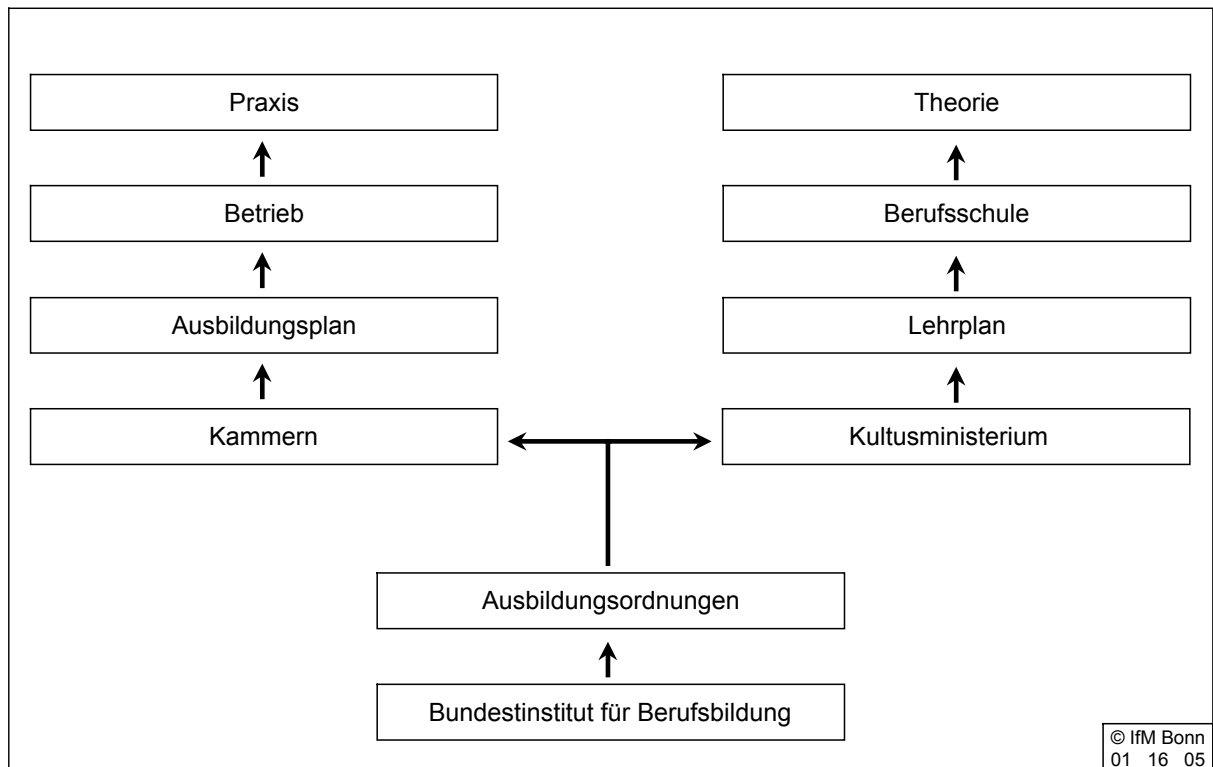 Praxis
Theorie
Betrieb
Berufsschule
Ausbildungsplan
Lehrplan
Kammern
Kultusministerium
Ausbildungsordnungen
Bundestinstitut für Berufsbildung
© IfM Bonn
01 16 05